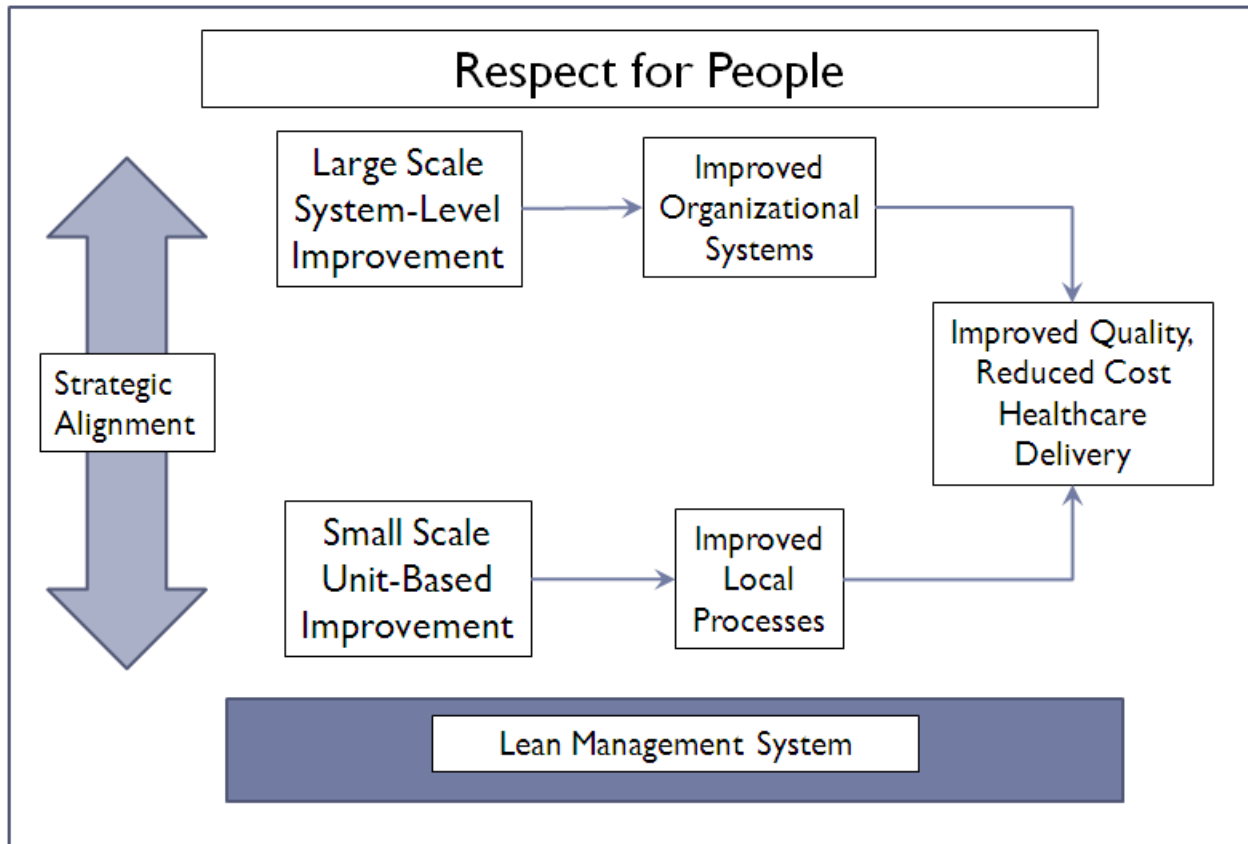 Respect for People
Large Scale
System-Level
Improvement
Improved
Organizational
Systems
Improved Quality,
Reduced Cost
Healthcare
Delivery
Strategic
Alignment
Small Scale
Unit-Based
Improvement
Improved
Local
Processes
Lean Management System